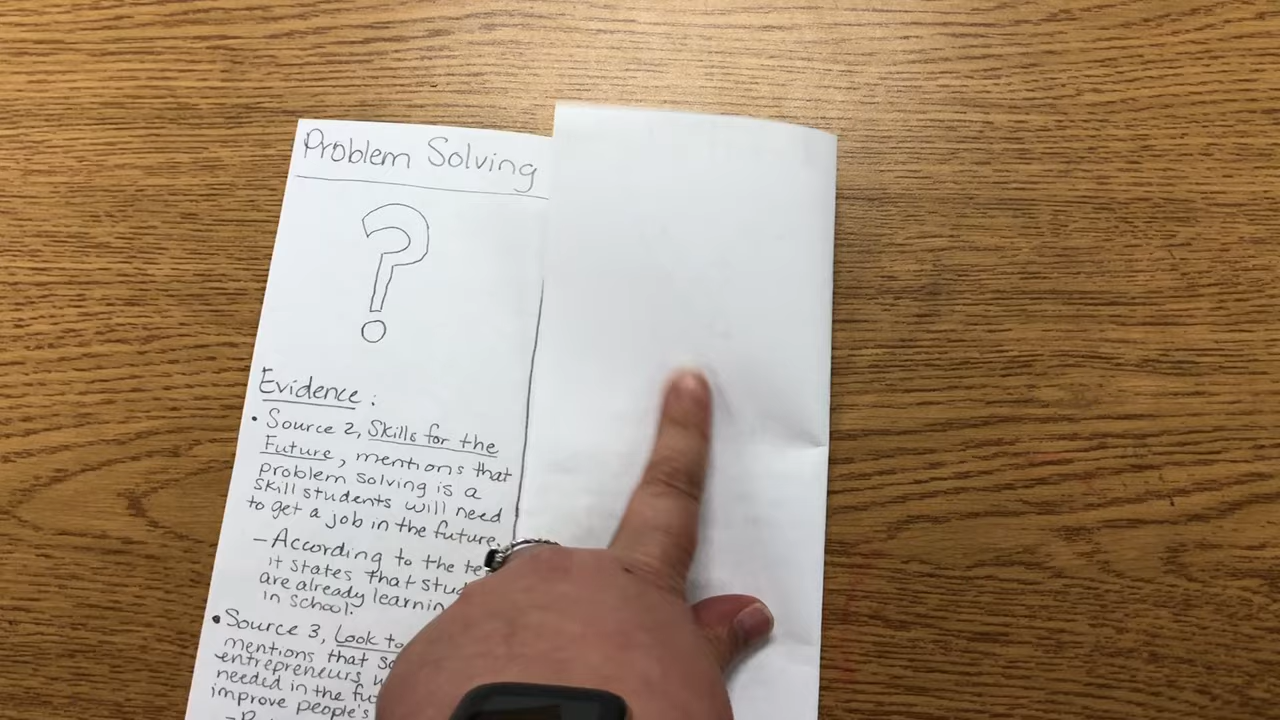 Problem Solving
?
Evidence:
• Source 2, Skills for the
Future, mentions that
problem solving is a
skill students will need
to get a job in the future.
- According to the
it states that
are already
in school.
• Source 3, Look to
mentions that
entrepreneurs
needed in the
improve people's
-